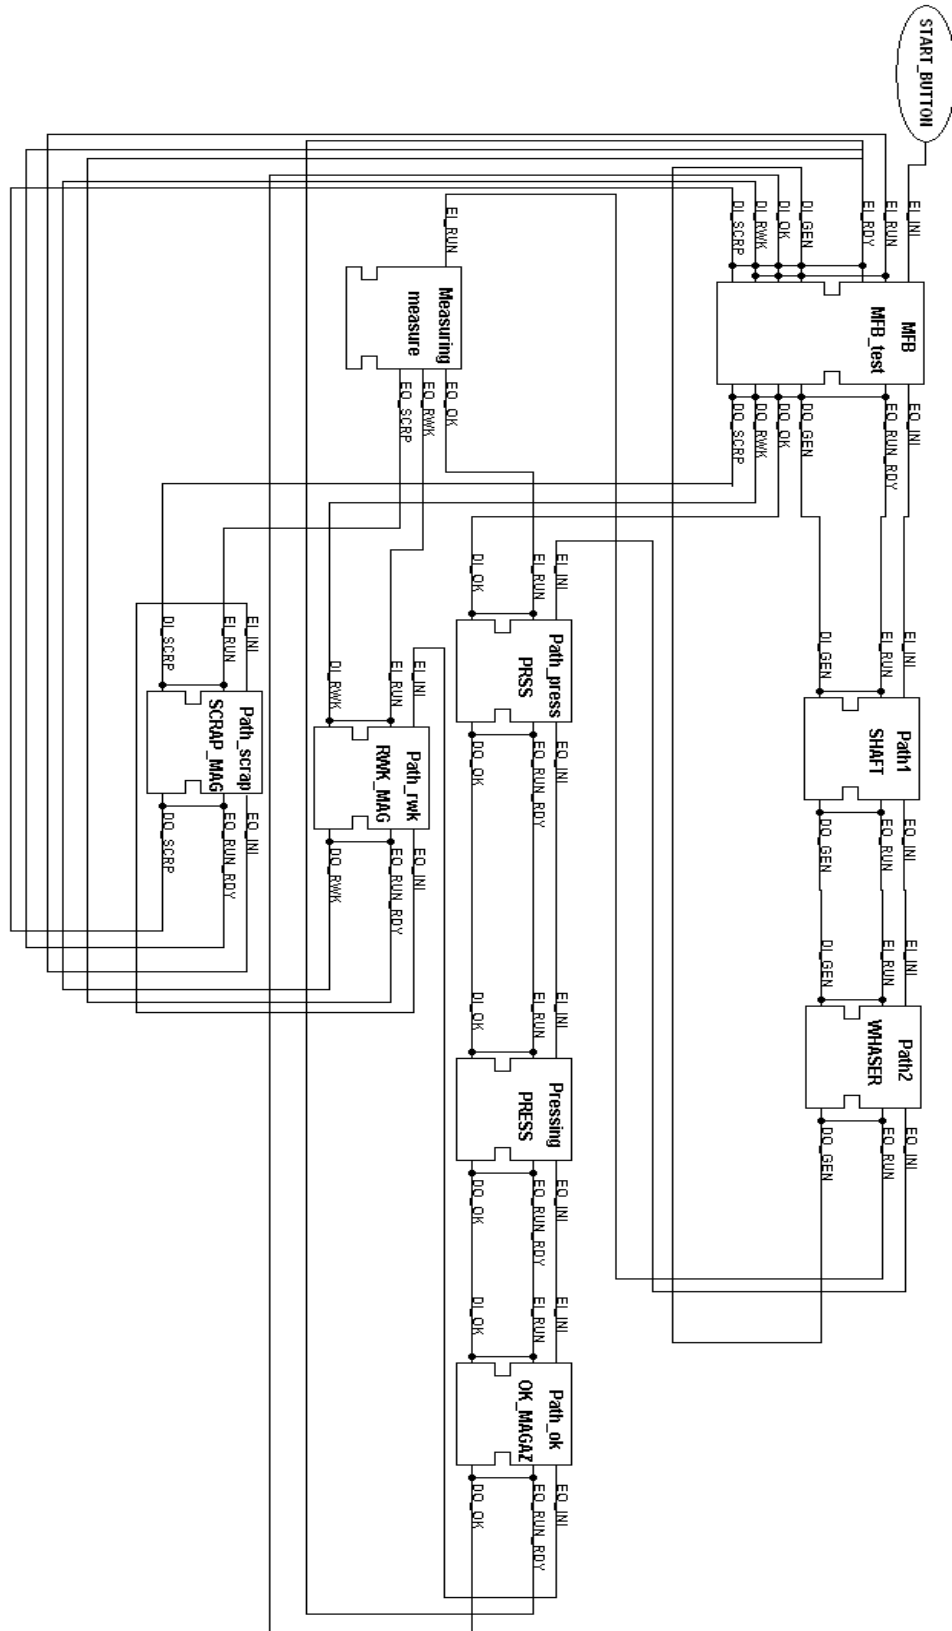 START_BUTTON
EI_INI
EI_RUN
EI_RDY
DI_GEN
DI_OK
DI_RWK
DI_SCRP
MFB
MFB_test
EO_INI
EO_RUN_RDY
DO_GEN
DO_OK
DO_RWK
DO_SCRP
EI_INI
EI_RUN
DI_GEN
Path1
SHAFT
EO_INI
EO_RUN
DO_GEN
EI_INI
EI_RUN
DI_GEN
Path2
WHASER
EO_INI
EO_RUN
DO_GEN
EI_RUN
Measuring
measure
EO_OK
EO_RWK
EO_SCRP
EI_INI
EI_RUN
DI_OK
Path_press
PRSS
EO_INI
EO_RUN_RDY
DO_OK
EI_INI
EI_RUN
DI_OK
Pressing
PRESS
EO_INI
EO_RUN_RDY
DO_OK
EI_INI
EI_RUN
DI_OK
Path_ok
OK_MAGAZ
EO_INI
EO_RUN_RDY
DO_OK
EI_INI
EI_RUN
DI_RWK
Path_rwk
RWK_MAG
EO_INI
EO_RUN_RDY
DO_RWK
EI_INI
EI_RUN
DI_SCRP
Path_scrap
SCRAP_MAG
EO_INI
EO_RUN_RDY
DO_SCRP